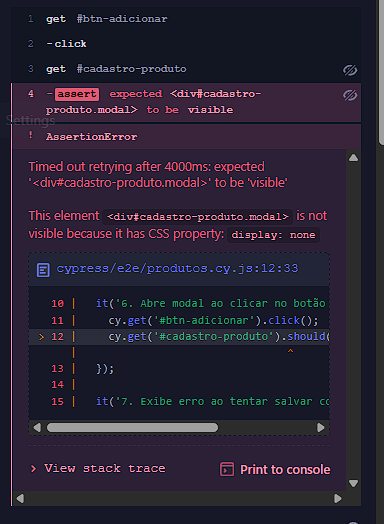 1 get #btn-adicionar
2 -click
3 get #cadastro-produto
4 -assert expected <div#cadastro-
produto.modal> to be visible
Settings
! AssertionError
Timed out retrying after 4000ms: expected
'<div#cadastro-produto.modal>' to be 'visible'
This element <div#cadastro-produto.modal> is not
visible because it has CSS property: display: none
cypress/e2e/produtos.cy.js:12:33
10 | it('6. Abre modal ao clicar no botão
11 | cy.get('#btn-adicionar').click();
> 12 | cy.get('#cadastro-produto').should(
| ^
13 | });
14 |
15 | it('7. Exibe erro ao tentar salvar co
> View stack trace
Print to console